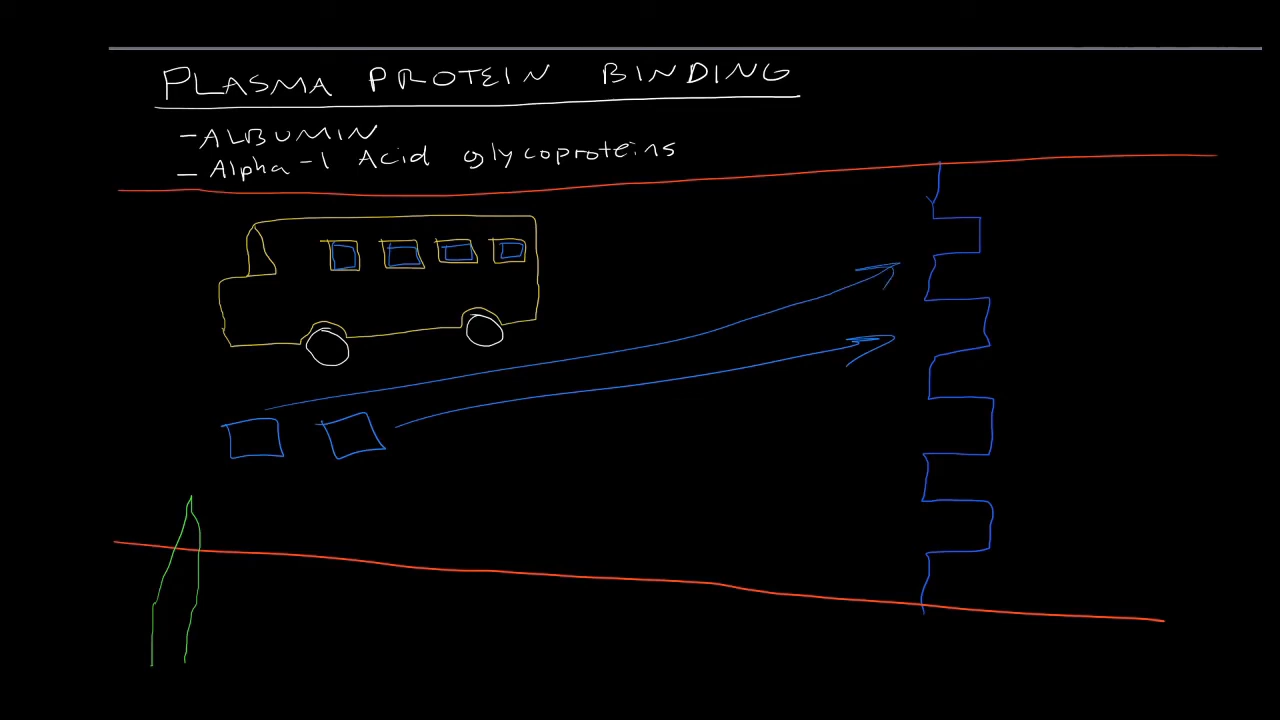 PLASMA PROTEIN BINDING
- ALBUMIN
- Alpha-1 Acid glycoproteins